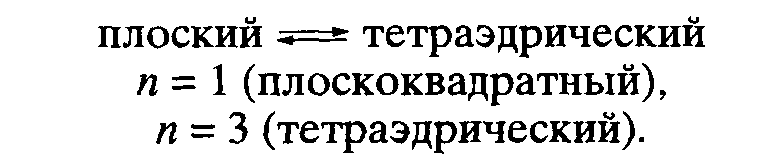 плоский ⇌ тетраэдрический
n = 1 (плоскоквадратный),
n = 3 (тетраэдрический).